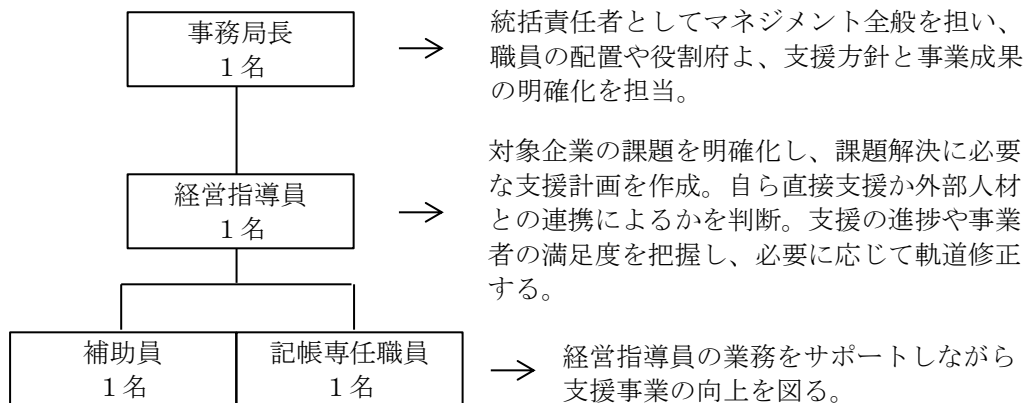 事務局長
1名
統括責任者としてマネジメント全般を担い、
職員の配置や役割府よ、支援方針と事業成果
の明確化を担当。
経営指導員
1名
対象企業の課題を明確化し、課題解決に必要
な支援計画を作成。自ら直接支援か外部人材
との連携によるかを判断。支援の進捗や事業
者の満足度を把握し、必要に応じて軌道修正
する。
補助員
1名
記帳専任職員
1名
経営指導員の業務をサポートしながら
支援事業の向上を図る。